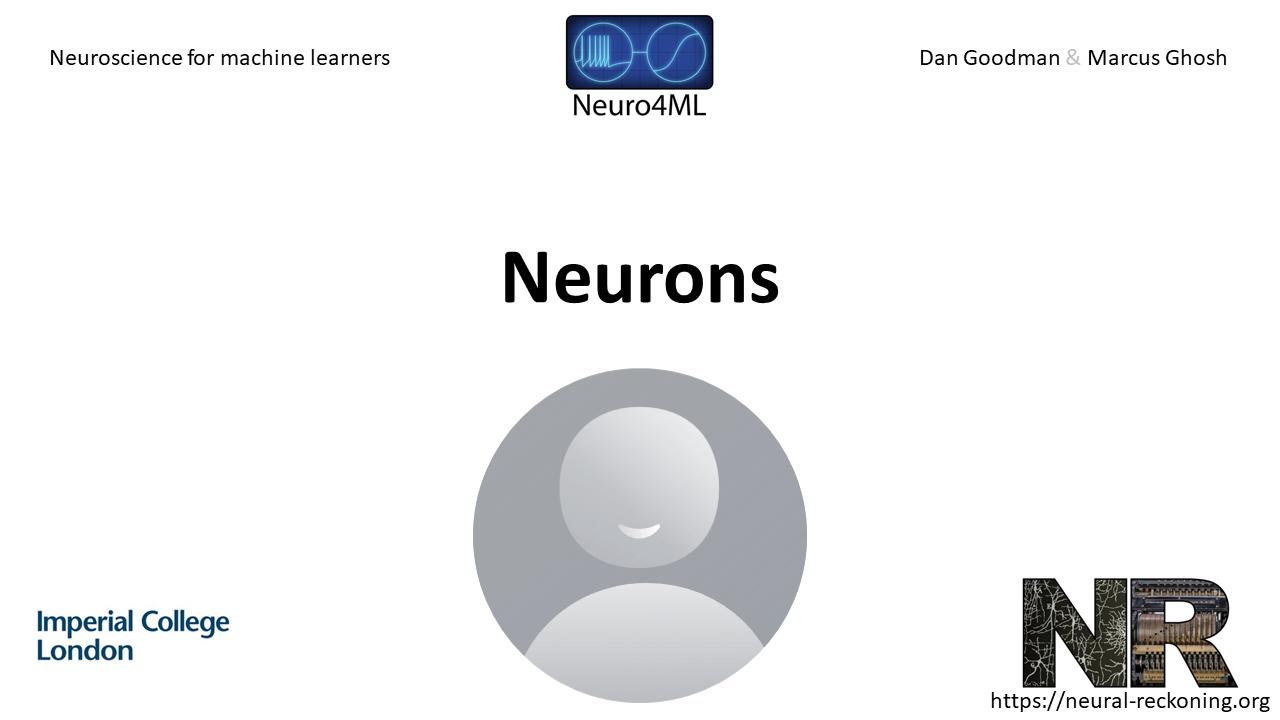 Neuroscience for machine learners
Neuro4ML
Dan Goodman & Marcus Ghosh
Neurons
Imperial College
London
NR
https://neural-reckoning.org